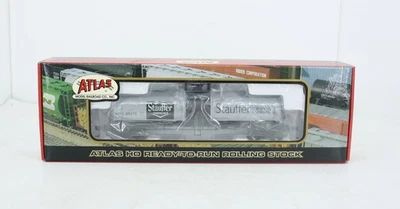 ATLAS
MODEL RAILROAD CO., INC.
Stauffer
Stauffer
ATLAS HO READY-TO-RUN ROLLING STOCK